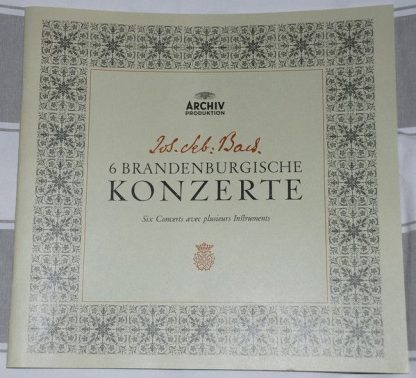 ARCHIV
PRODUKTION
Joh. Seb: Bach.
6 BRANDENBURGISCHE
KONZERTE
Six Concerts avec plusieurs Instruments